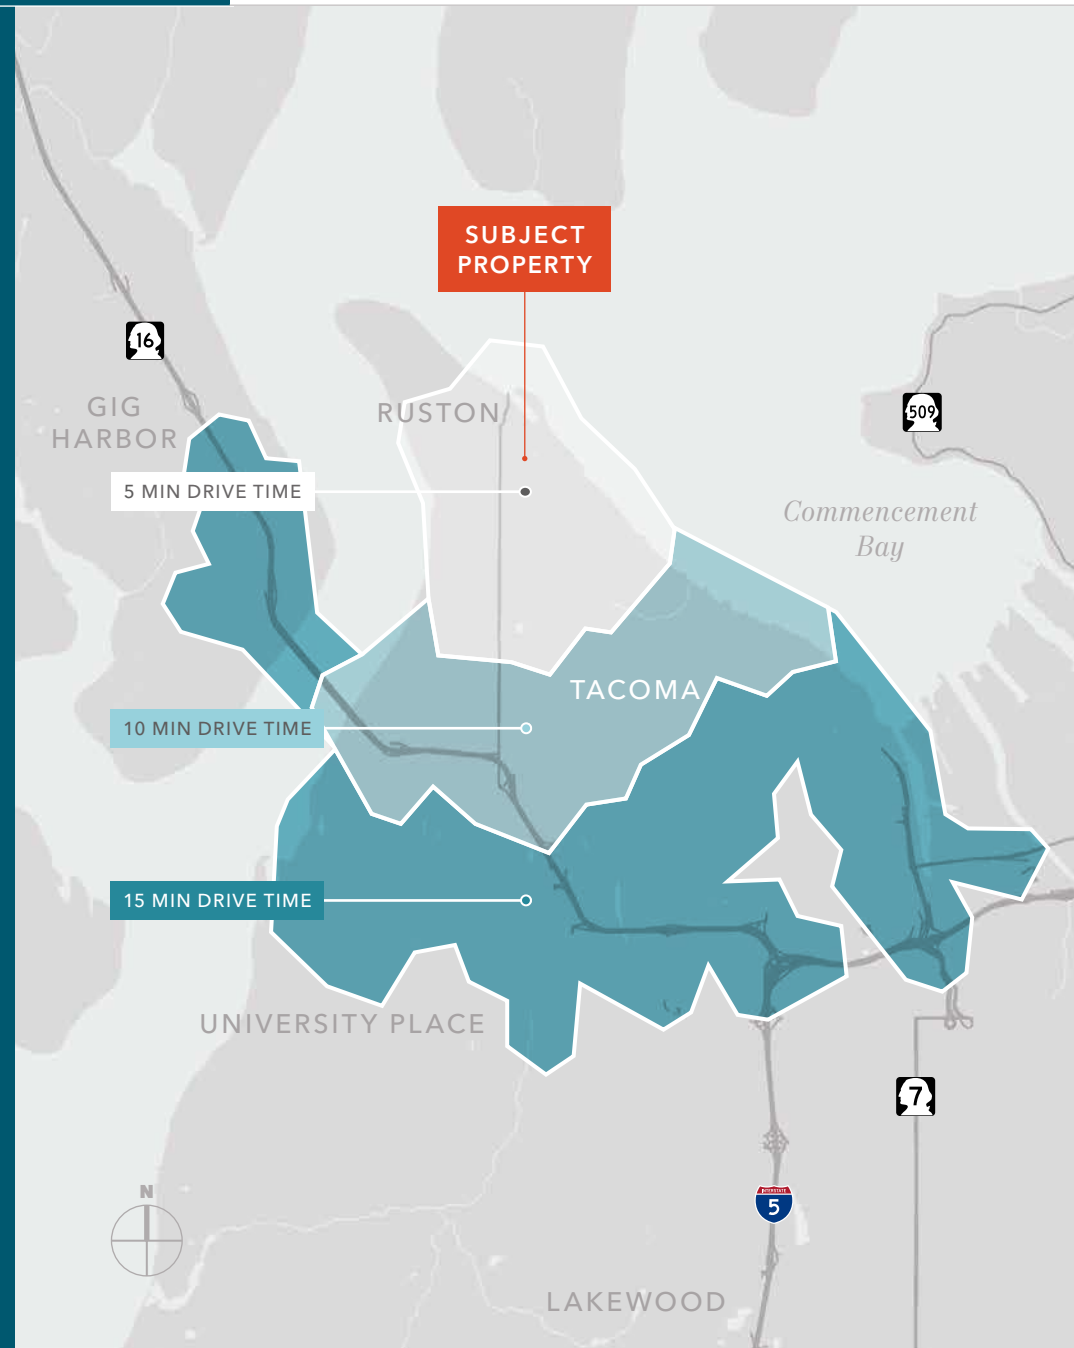 SUBJECT
PROPERTY
16
GIG
HARBOR
RUSTON
509
5 MIN DRIVE TIME
Commencement
Bay
TACOMA
10 MIN DRIVE TIME
15 MIN DRIVE TIME
UNIVERSITY PLACE
7
N
INTERSTATE
5
LAKEWOOD